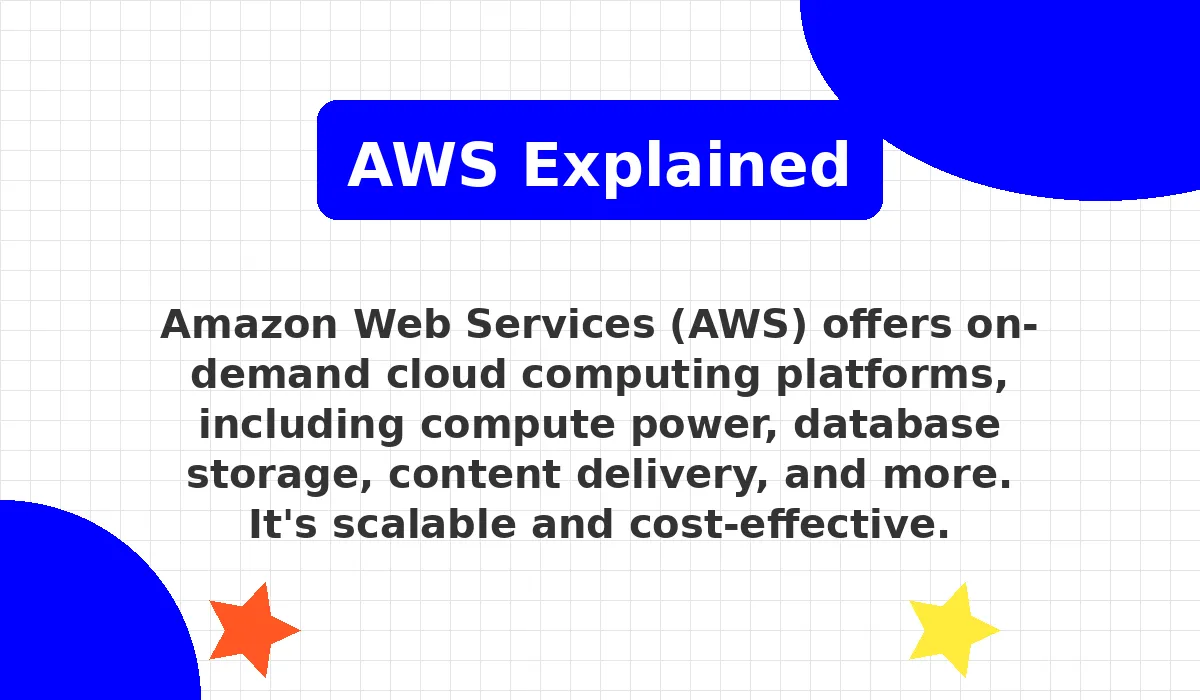 AWS Explained
Amazon Web Services (AWS) offers on-
demand cloud computing platforms,
including compute power, database
storage, content delivery, and more.
It's scalable and cost-effective.